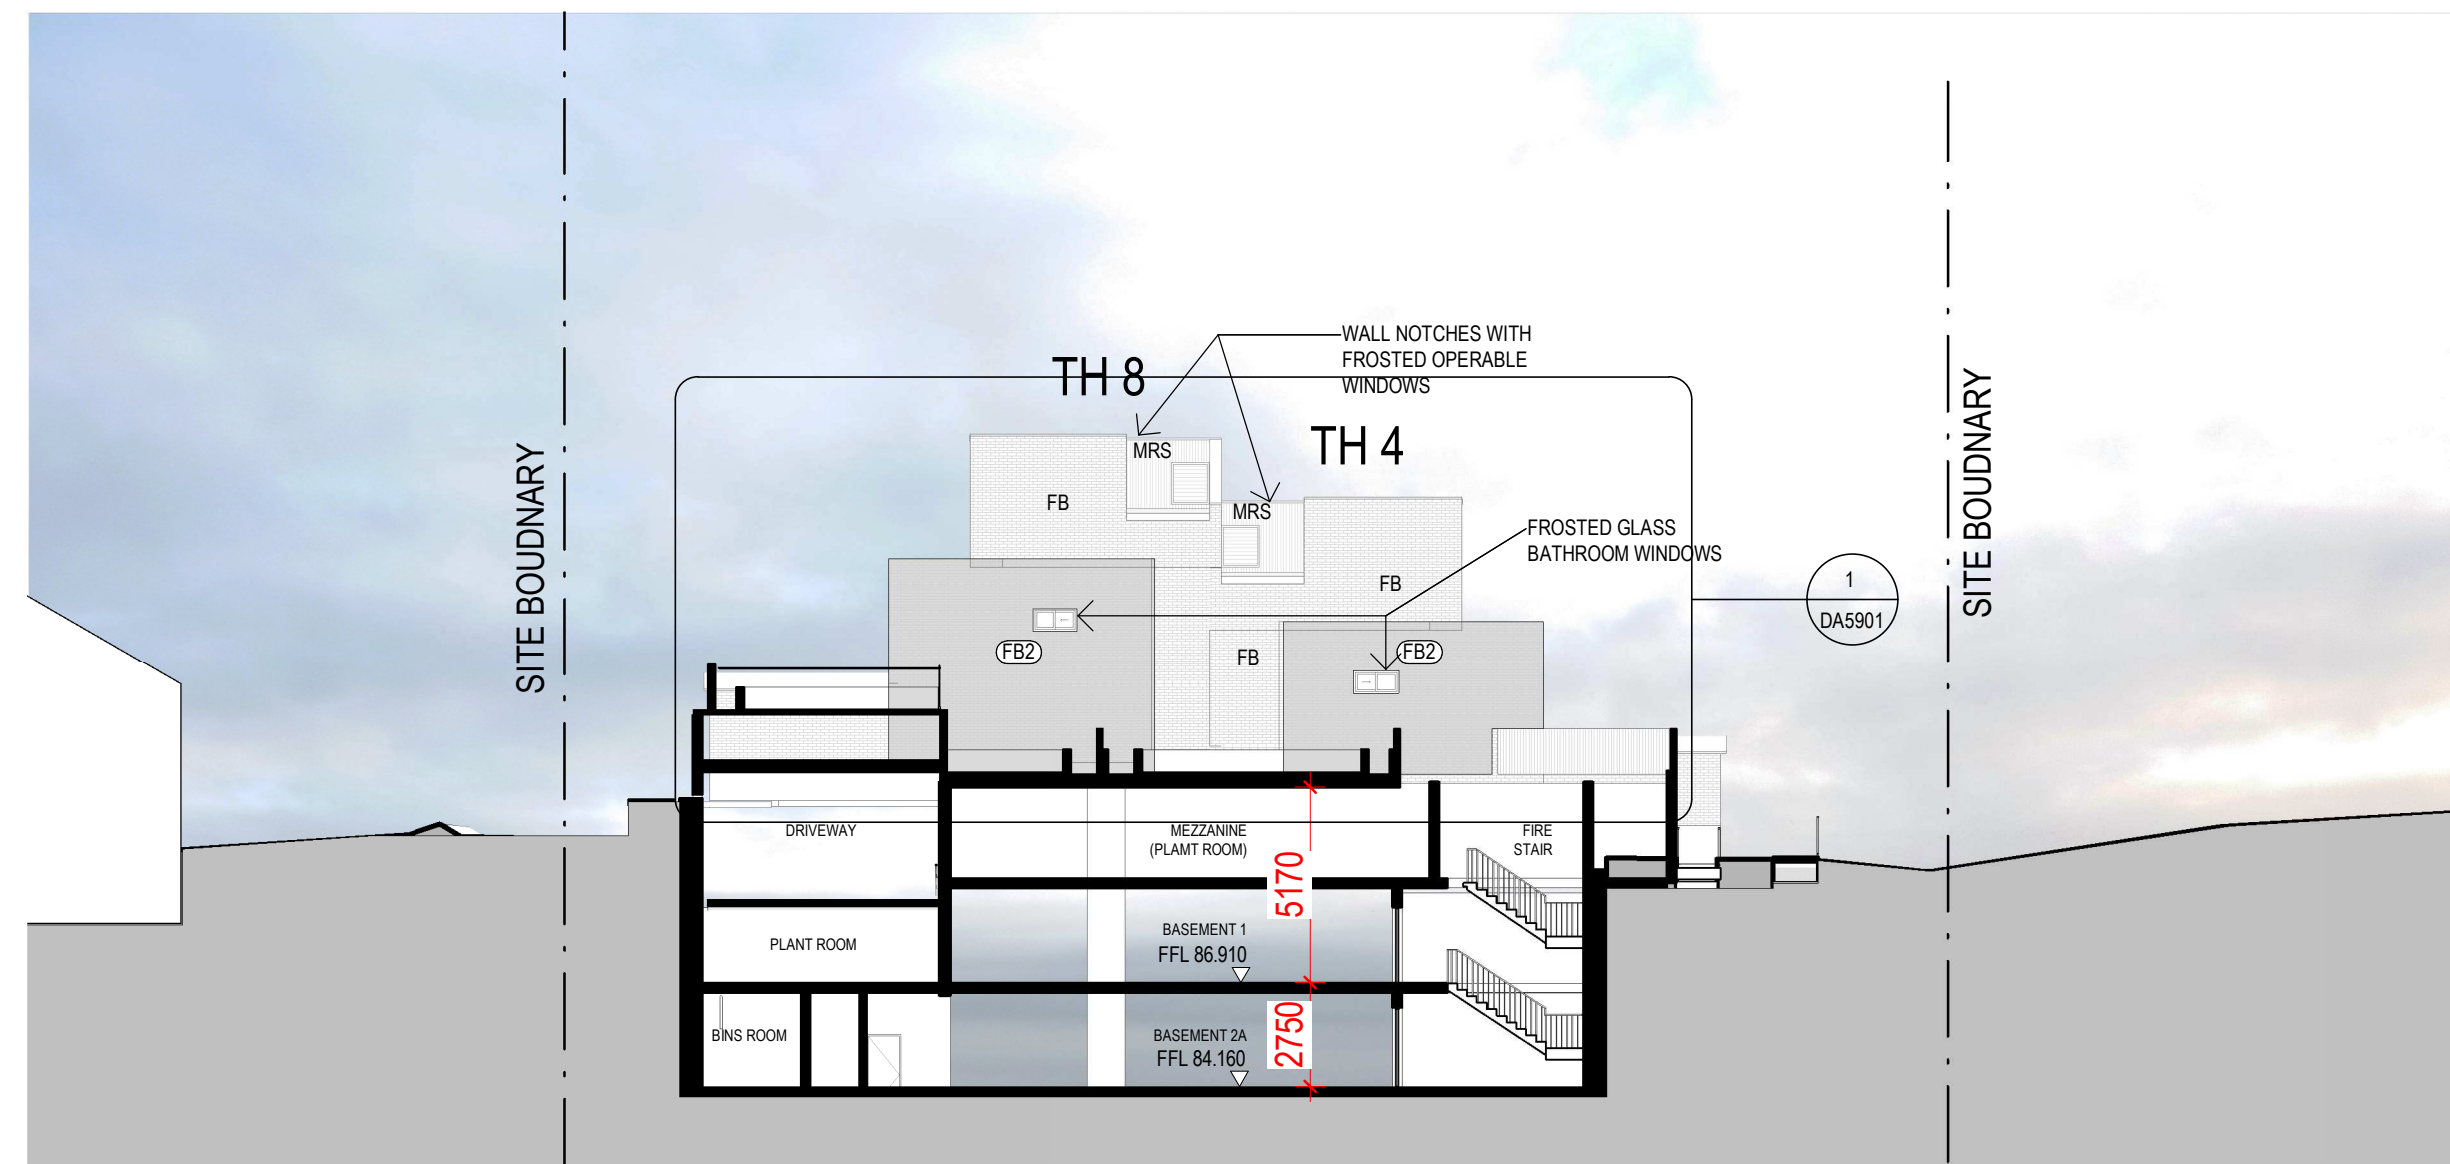 WALL NOTCHES WITH
FROSTED OPERABLE
WINDOWS
TH 8
TH 4
MRS
FB
MRS
FROSTED GLASS
BATHROOM WINDOWS
FB
1
DA5901
SITE BOUDNARY
SITE BOUDNARY
FB2
FB
FB2
DRIVEWAY
MEZZANINE
(PLAMT ROOM)
FIRE
STAIR
5170
PLANT ROOM
BASEMENT 1
FFL 86.910
BINS ROOM
BASEMENT 2A
FFL 84.160
2750